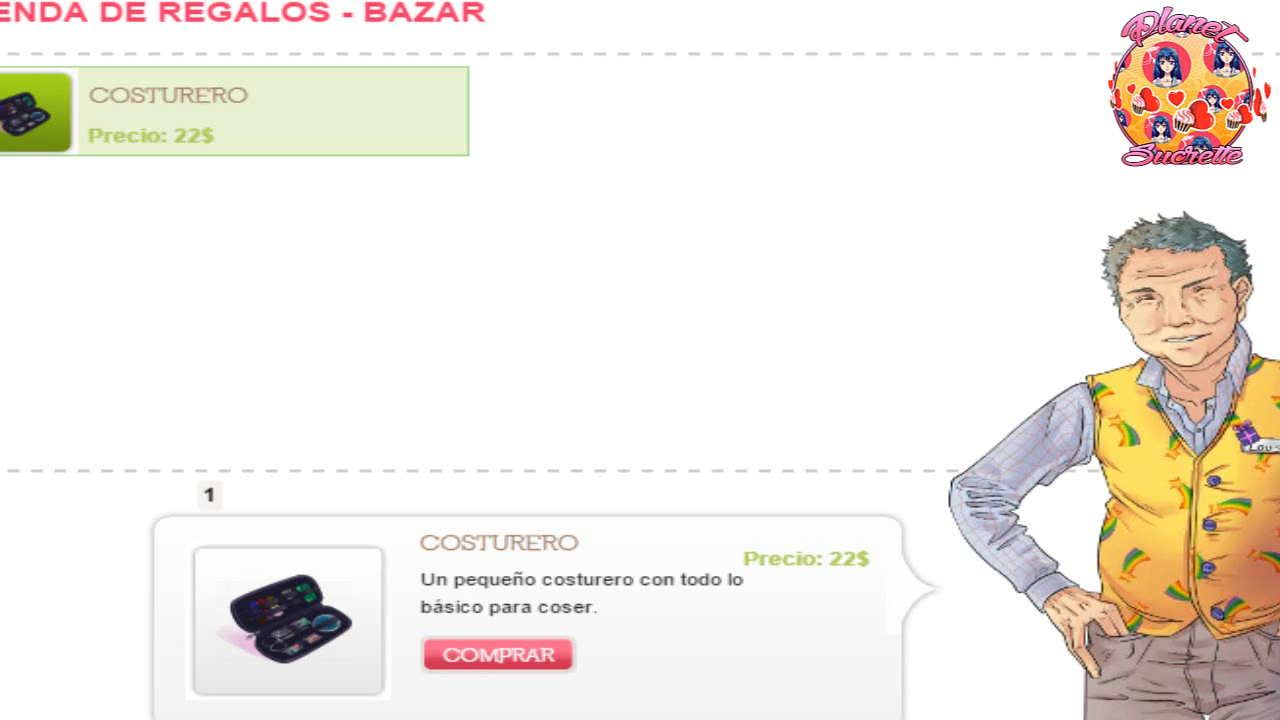 ENDA DE REGALOS - BAZAR
Planet
Sucrette
COSTURERO
Precio: 22$
1
COSTURERO
Precio: 22$
Un pequeño costurero con todo lo
básico para coser.
COMPRAR